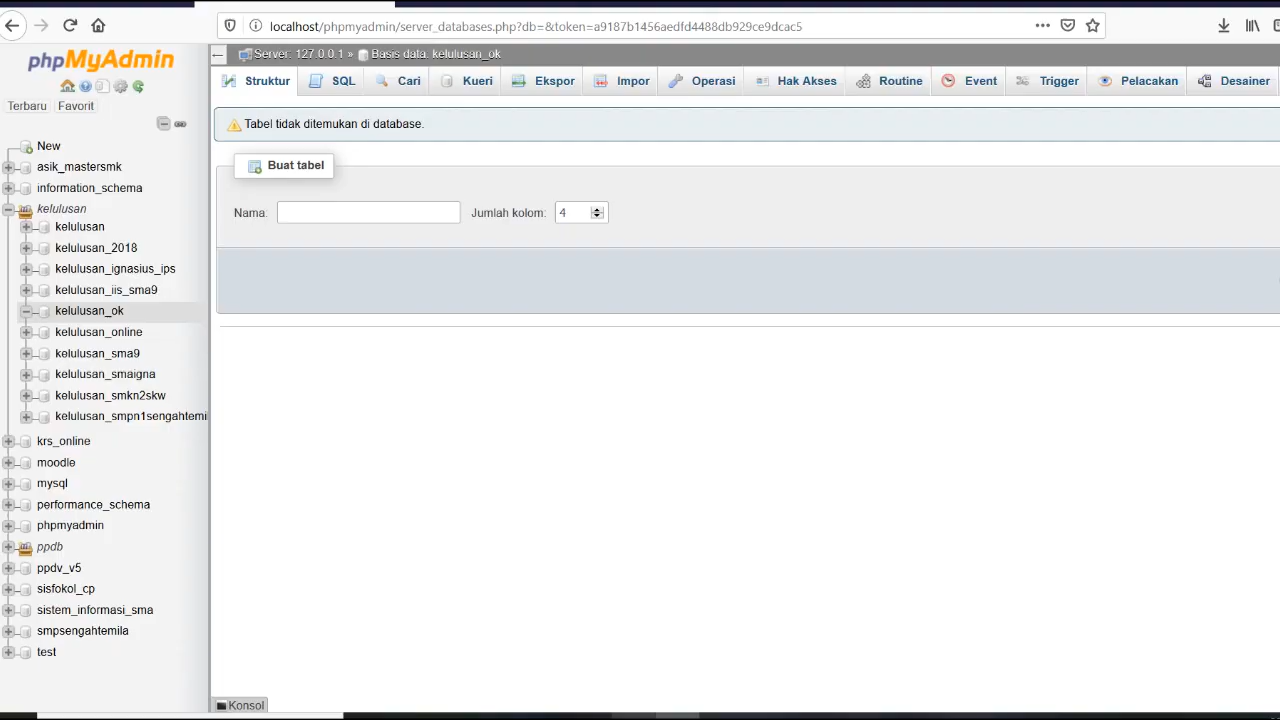 localhost/phpmyadmin/server_databases.php?db=&token=a9187b1456aedfd4488db929ce9dcac5
phpMyAdmin
Terbaru Favorit
New
asik_mastersmk
information_schema
kelulusan
kelulusan
kelulusan_2018
kelulusan_ignasius_ips
kelulusan_iis_sma9
kelulusan_ok
kelulusan_online
kelulusan_sma9
kelulusan_smaigna
kelulusan_smkn2skw
kelulusan_smpn1sengahtemi
krs_online
moodle
mysql
performance_schema
phpmyadmin
ppdb
ppdv_v5
sisfokol_cp
sistem_informasi_sma
smpsengahtemila
test
Server: 127.0.0.1 » Basis data: kelulusan_ok
Struktur SQL Cari Kueri Ekspor Impor Operasi Hak Akses Routine Event Trigger Pelacakan Desainer
Tabel tidak ditemukan di database.
Buat tabel
Nama: Jumlah kolom: 4
Konsol